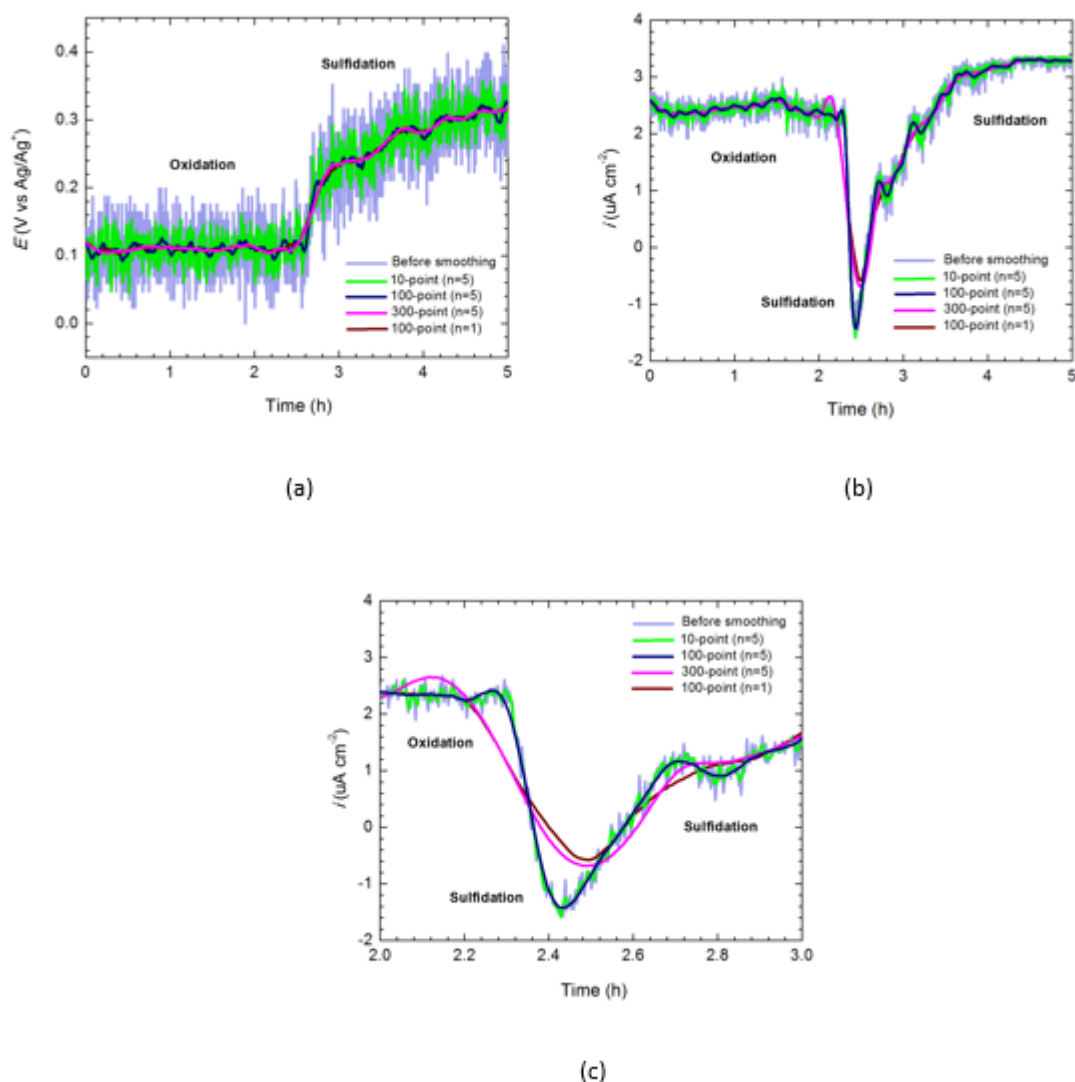 0.4
0.3
0.2
0.1
0.0
E (V vs Ag/Ag+)
Sulfidation
Oxidation
Before smoothing
10-point (n=5)
100-point (n=5)
300-point (n=5)
100-point (n=1)
0 1 2 3 4 5
Time (h)
(a)
4
3
2
1
0
-1
-2
i (uA cm-2)
Oxidation
Sulfidation
Sulfidation
Before smoothing
10-point (n=5)
100-point (n=5)
300-point (n=5)
100-point (n=1)
0 1 2 3 4 5
Time (h)
(b)
4
3
2
1
0
-1
-2
i (uA cm-2)
Before smoothing
10-point (n=5)
100-point (n=5)
300-point (n=5)
100-point (n=1)
Oxidation
Sulfidation
Sulfidation
2.0 2.2 2.4 2.6 2.8 3.0
Time (h)
(c)